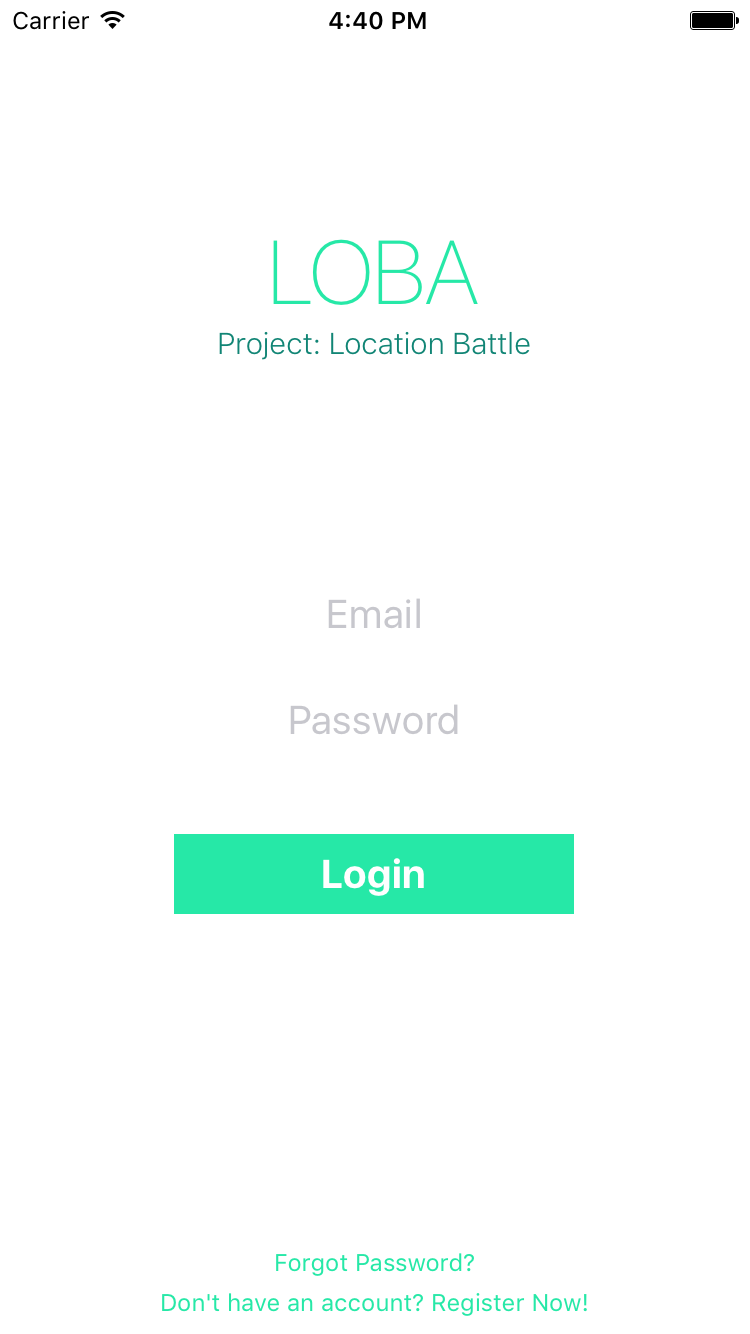 Carrier 4:40 PM
LOBA
Project: Location Battle
Email
Password
Login
Forgot Password?
Don't have an account? Register Now!